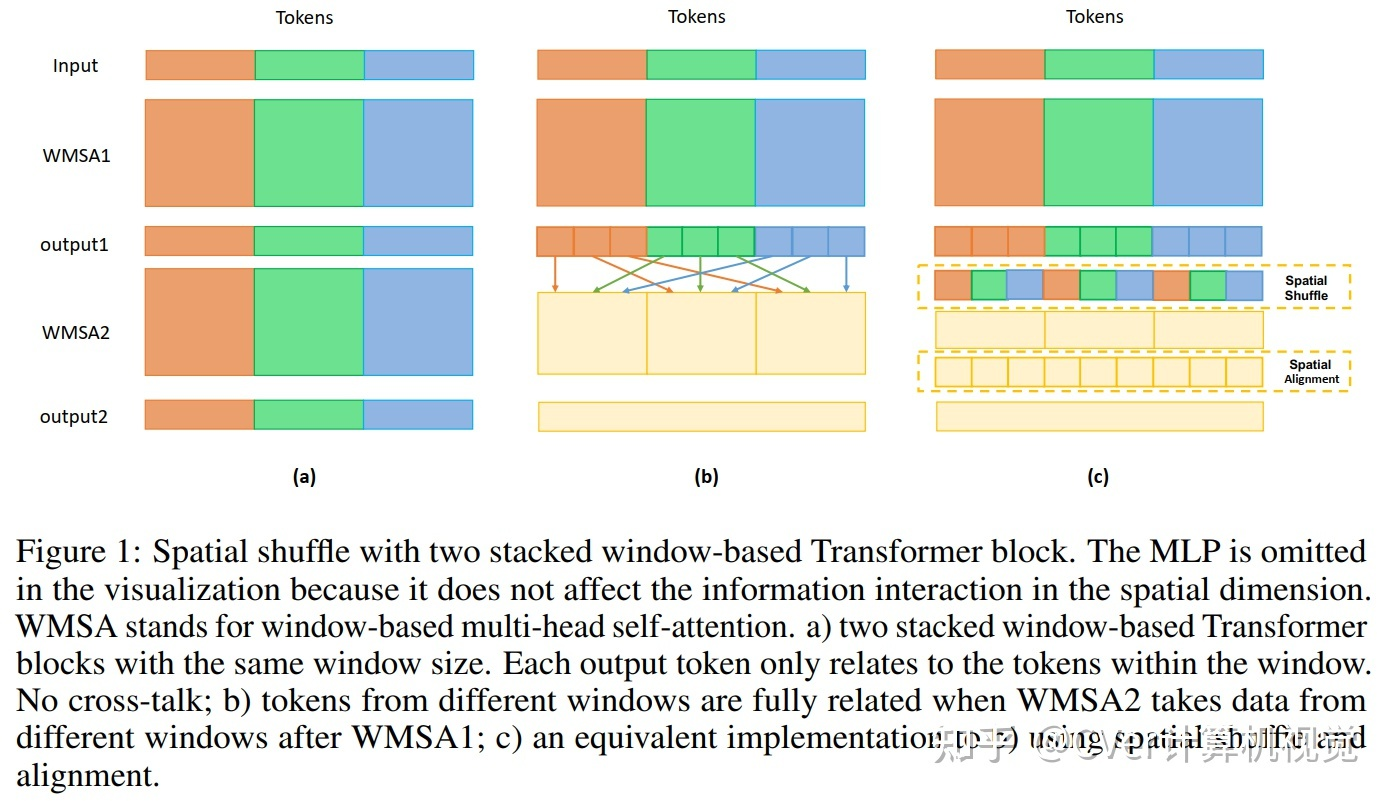 Tokens Tokens Tokens
Input
WMSA1
output1
Spatial
Shuffle
WMSA2
Spatial
Alignment
output2
(a) (b) (c)
Figure 1: Spatial shuffle with two stacked window-based Transformer block. The MLP is omitted
in the visualization because it does not affect the information interaction in the spatial dimension.
WMSA stands for window-based multi-head self-attention. a) two stacked window-based Transformer
blocks with the same window size. Each output token only relates to the tokens within the window.
No cross-talk; b) tokens from different windows are fully related when WMSA2 takes data from
different windows after WMSA1; c) an equivalent implementation to b) using spatial shuffle and
alignment.
知乎 @Cver计算机视觉